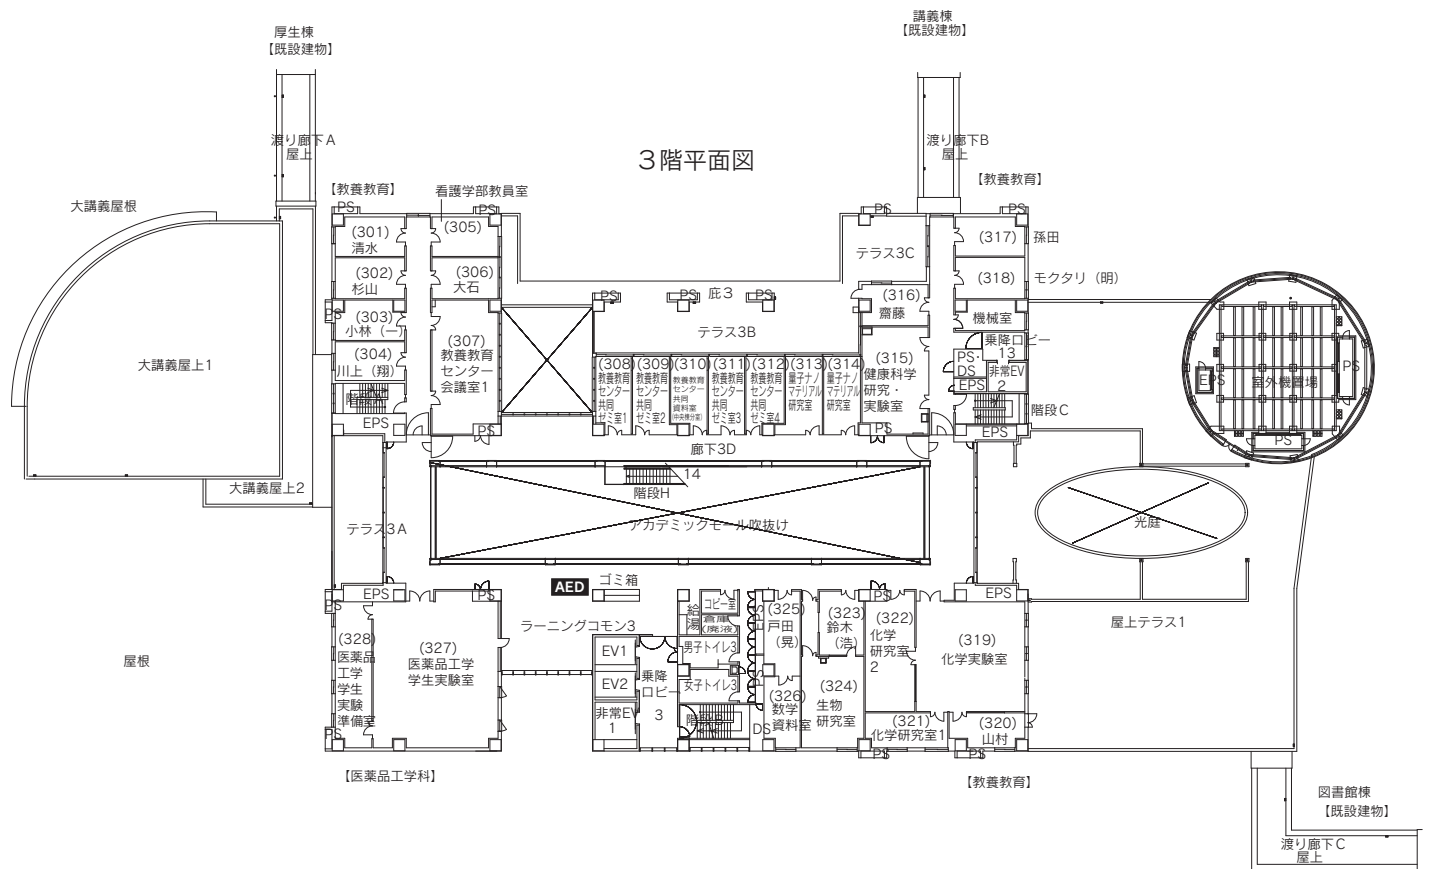 厚生棟
【既設建物】
講義棟
【既設建物】
渡り廊下A
屋上
渡り廊下B
屋上
3階平面図
【教養教育】
看護学部教員室
【教養教育】
大講義屋根
PS
PS
PS
PS
(301)
清水
(305)
(302)
杉山
(306)
大石
(303)
小林(一)
(304)
川上(翔)
PS
(307)
教養教育
センター
会議室1
EPS
PS
テラス3C
(317)
孫田
(318)
モクタリ(明)
(316)
齋藤
機械室
乗降ロビー
13
PS・
DS
非常EV
2
EPS
階段C
EPS
PS
PS
PS
PS
庇3
テラス3B
(308)
教養教育
センター
共同
ゼミ室1
(309)
教養教育
センター
共同
ゼミ室2
(310)
教養教育
センター
共同
資料室
(311)
教養教育
センター
共同
ゼミ室3
(312)
教養教育
センター
共同
ゼミ室4
(313)
量子ナノ
マテリアル
研究室
(314)
量子ナノ
マテリアル
研究室
(315)
健康科学
研究・
実験室
大講義屋上1
大講義屋上2
EPS
室外機置場
PS
PS
廊下3D
14
階段H
アカデミックモール吹抜け
テラス3A
光庭
AED
ゴミ箱
EPS
PS
PS
PS
EPS
屋上テラス1
屋根
ラーニングコモン3
給
湯
コピー室
倉庫
(廃液)
EPS
男子トイレ3
女子トイレ3
PS
EV1
EV2
非常EV
1
乗降
ロビー
3
DS
(328)
医薬品
工学
学生
実験
準備室
PS
(327)
医薬品工学
学生実験室
(325)
戸田
(晃)
(323)
鈴木
(浩)
(322)
化学
研究室
2
(319)
化学実験室
(326)
数学
資料室
(324)
生物
研究室
(321)
化学研究室1
(320)
山村
PS
PS
【医薬品工学科】
【教養教育】
図書館棟
【既設建物】
渡り廊下C
屋上